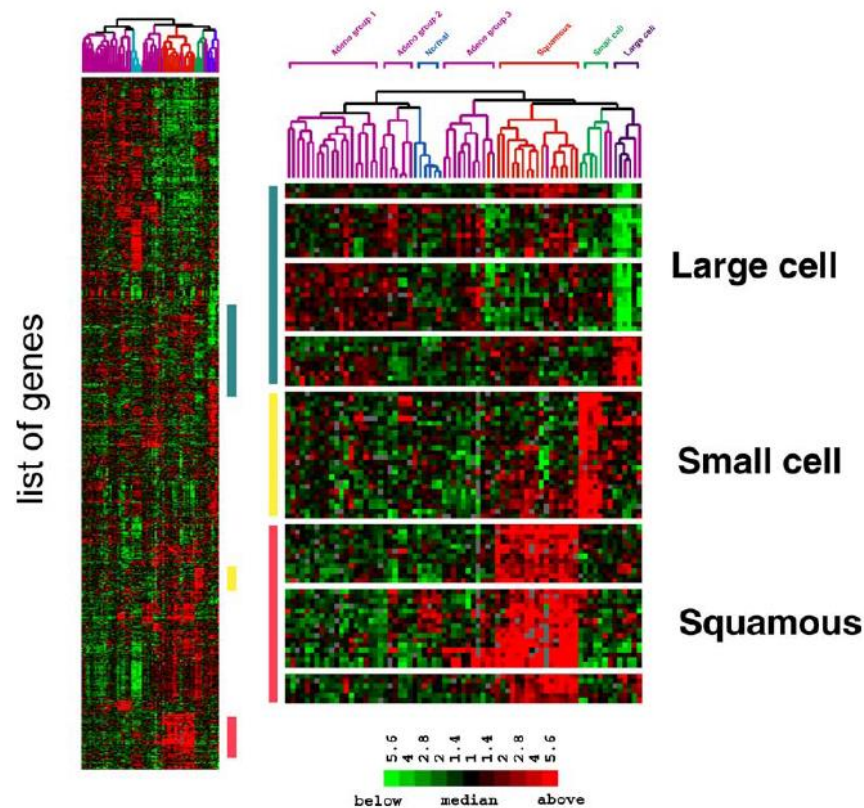 Adeno group 1
Adeno group 2
Normal
Adeno group 3
Squamous
Small cell
Large cell
list of genes
Large cell
Small cell
Squamous
5.6 4 2.8 2 1.4 1 1.4 2 2.8 4 5.6
below median above